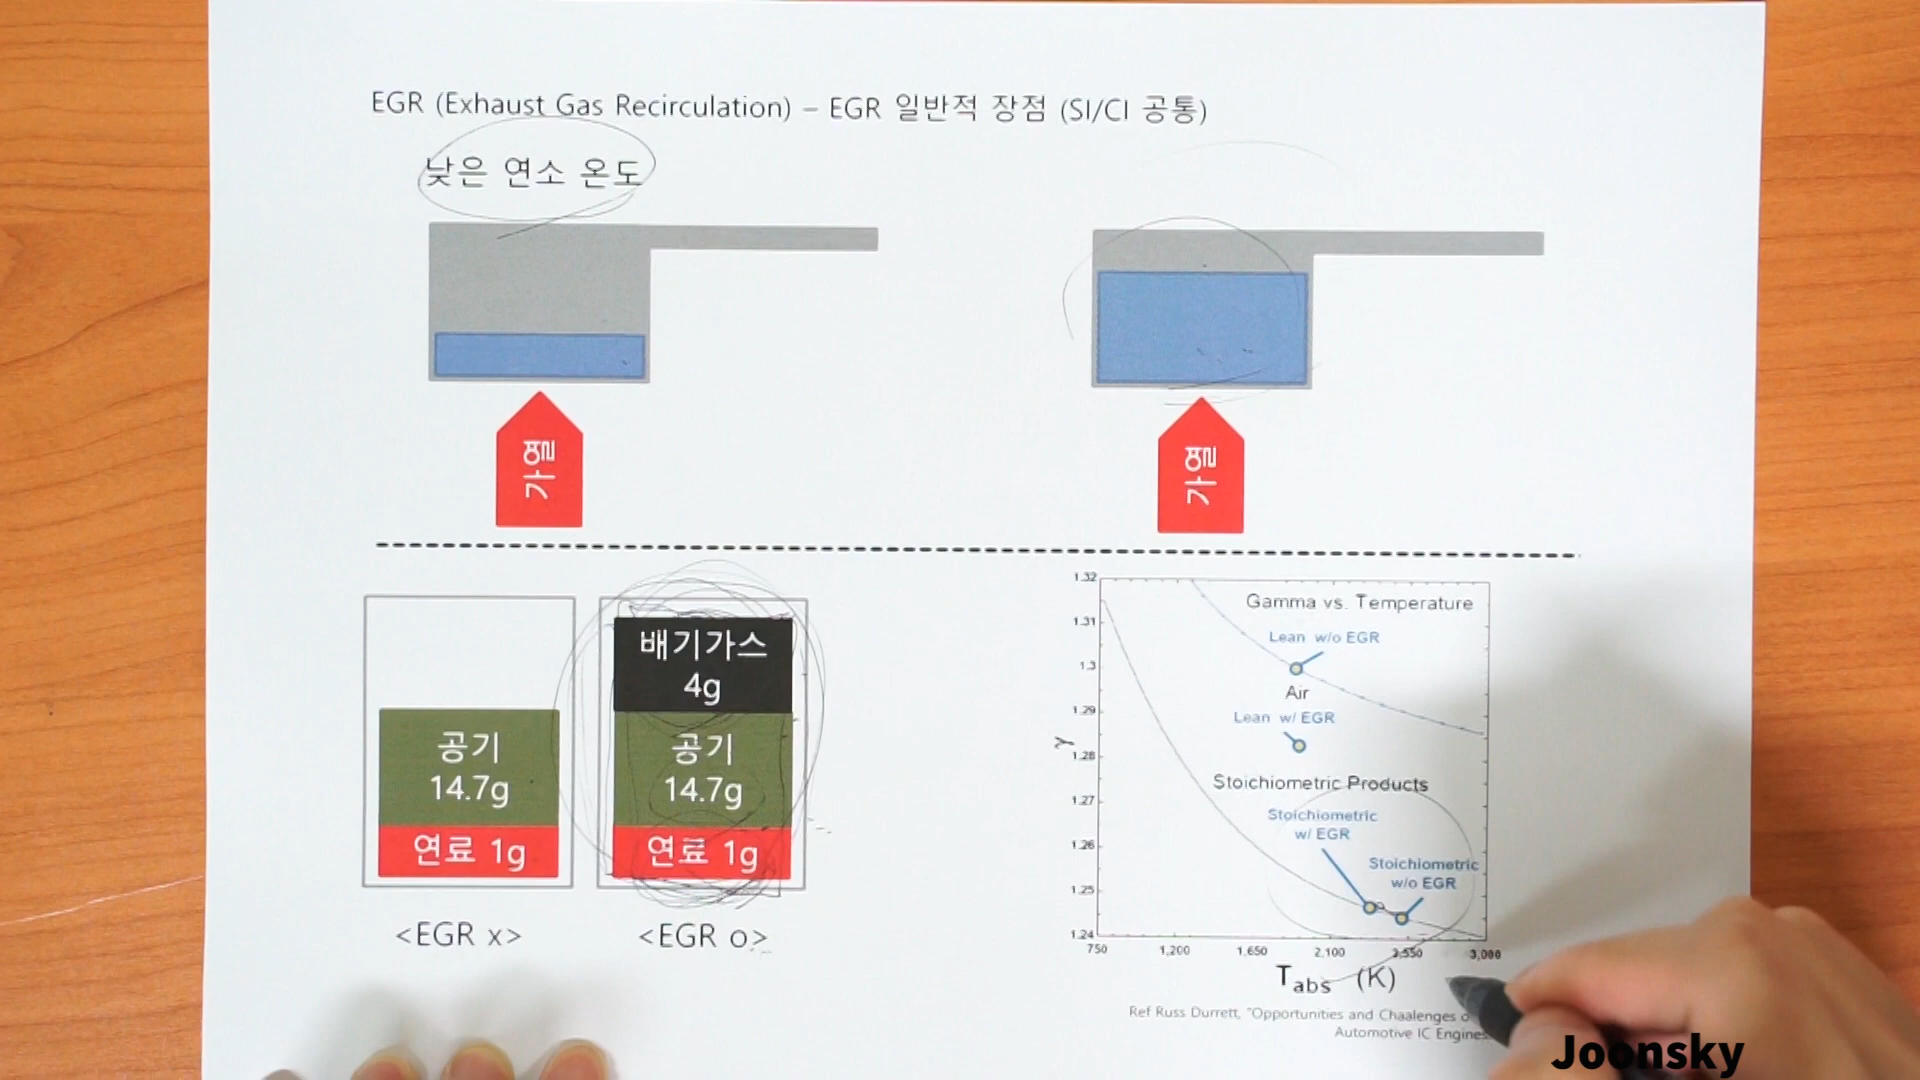 EGR (Exhaust Gas Recirculation) – EGR 일반적 장점 (SI/CI 공통)
낮은 연소 온도
가열
가열
공기
14.7g
연료 1g
<EGR x>
배기가스
4g
공기
14.7g
연료 1g
<EGR o>
Gamma vs. Temperature
Lean w/o EGR
Air
Lean w/ EGR
Stoichiometric Products
Stoichiometric
w/ EGR
Stoichiometric
w/o EGR
γ
1.32
1.31
1.3
1.29
1.28
1.27
1.26
1.25
1.24
750 1,200 1,650 2,100 2,550 3,000
Tabs (K)
Ref Russ Durrett, "Opportunities and Chaalenges o
Automotive IC Engines
Joonsky